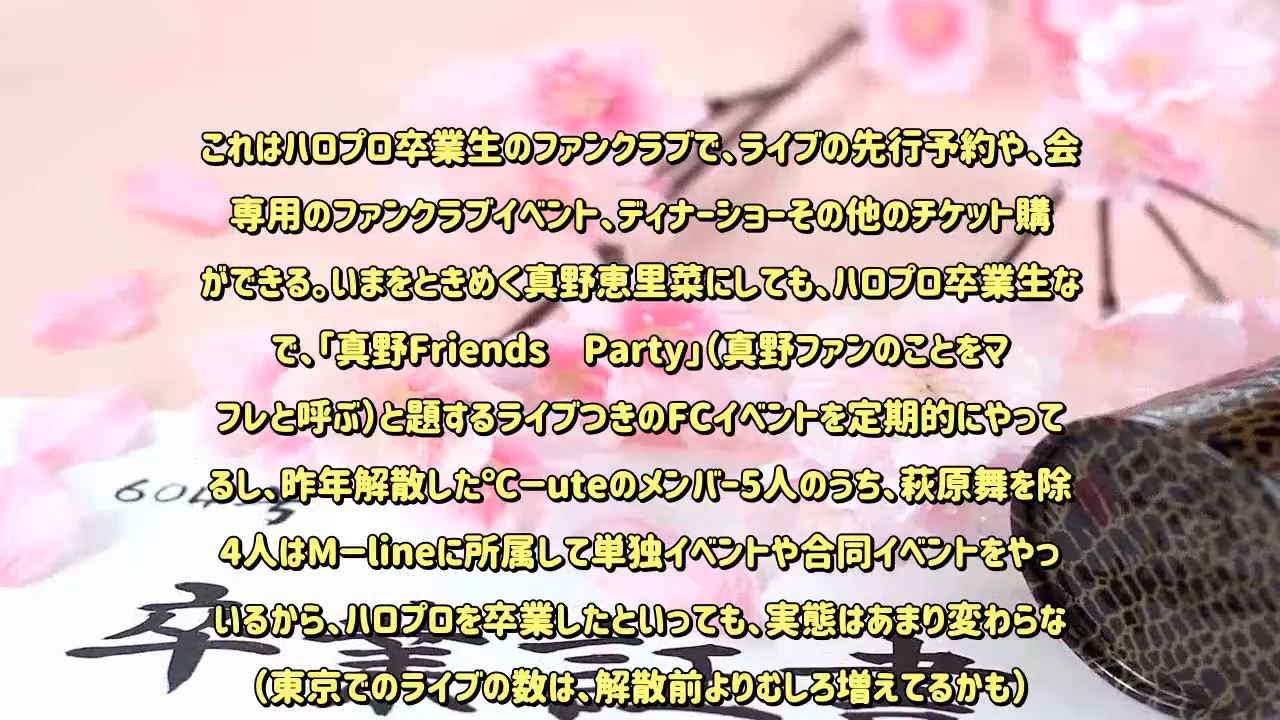 これはハロプロ卒業生のファンクラブで、ライブの先行予約や、会
専用のファンクラブイベント、ディナーショーその他のチケット購
ができる。いまをときめく真野恵里菜にしても、ハロプロ卒業生な
で、「真野Friends　Party」（真野ファンのことをマ
フレと呼ぶ）と題するライブつきのFCイベントを定期的にやって
るし、昨年解散した℃ーuteのメンバー5人のうち、萩原舞を除
4人はMーlineに所属して単独イベントや合同イベントをやっ
いるから、ハロプロを卒業したといっても、実態はあまり変わらな
（東京でのライブの数は、解散前よりむしろ増えてるかも）
卒業証書